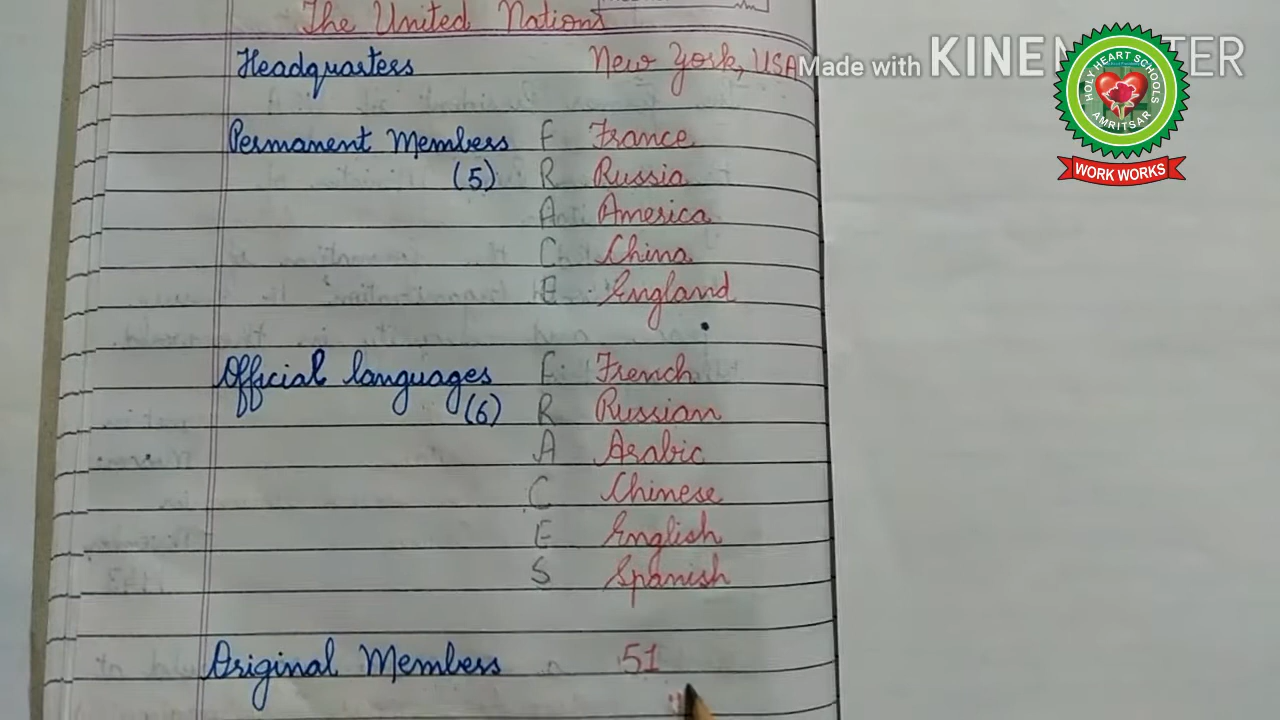 The United Nations
Headquarters New York, USA
Made with KINEMASTER
HOLY HEART SCHOOLS
AMRITSAR
WORK WORKS
Permanent Members F France
(5) R Russia
A America
C China
E England
Official languages F French
(6) R Russian
A Arabic
C Chinese
E English
S Spanish
Original Members 51